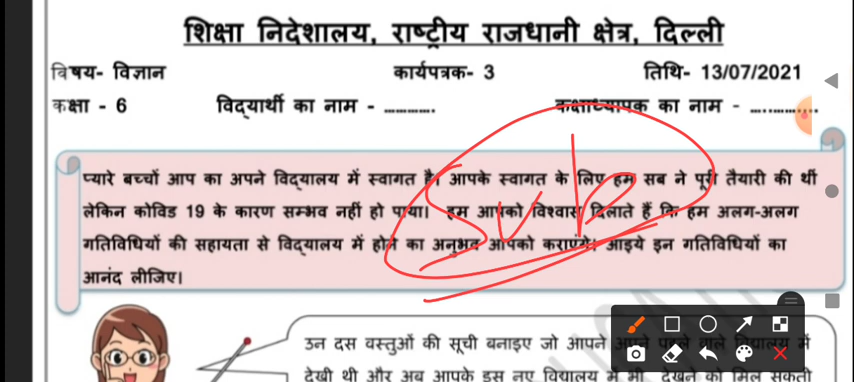 शिक्षा निदेशालय, राष्ट्रीय राजधानी क्षेत्र, दिल्ली
विषय- विज्ञान कार्यपत्रक- 3 तिथि- 13/07/2021
कक्षा - 6 विद्यार्थी का नाम - ............. कक्षाध्यापक का नाम - .................
प्यारे बच्चों आप का अपने विद्यालय में स्वागत है। आपके स्वागत के लिए हम सब ने पूरी तैयारी की थी
लेकिन कोविड 19 के कारण सम्भव नहीं हो पाया। हम आपको विश्वास दिलाते हैं कि हम अलग-अलग
गतिविधियों की सहायता से विद्यालय में होने का अनुभव आपको कराएंगे। आइये इन गतिविधियों का
आनंद लीजिए।
उन दस वस्तुओं की सूची बनाइए जो आपने अपने पहले वाले विद्यालय में
देखी थी और अब आपके इस नए विद्यालय में भी देखने को मिल सकती